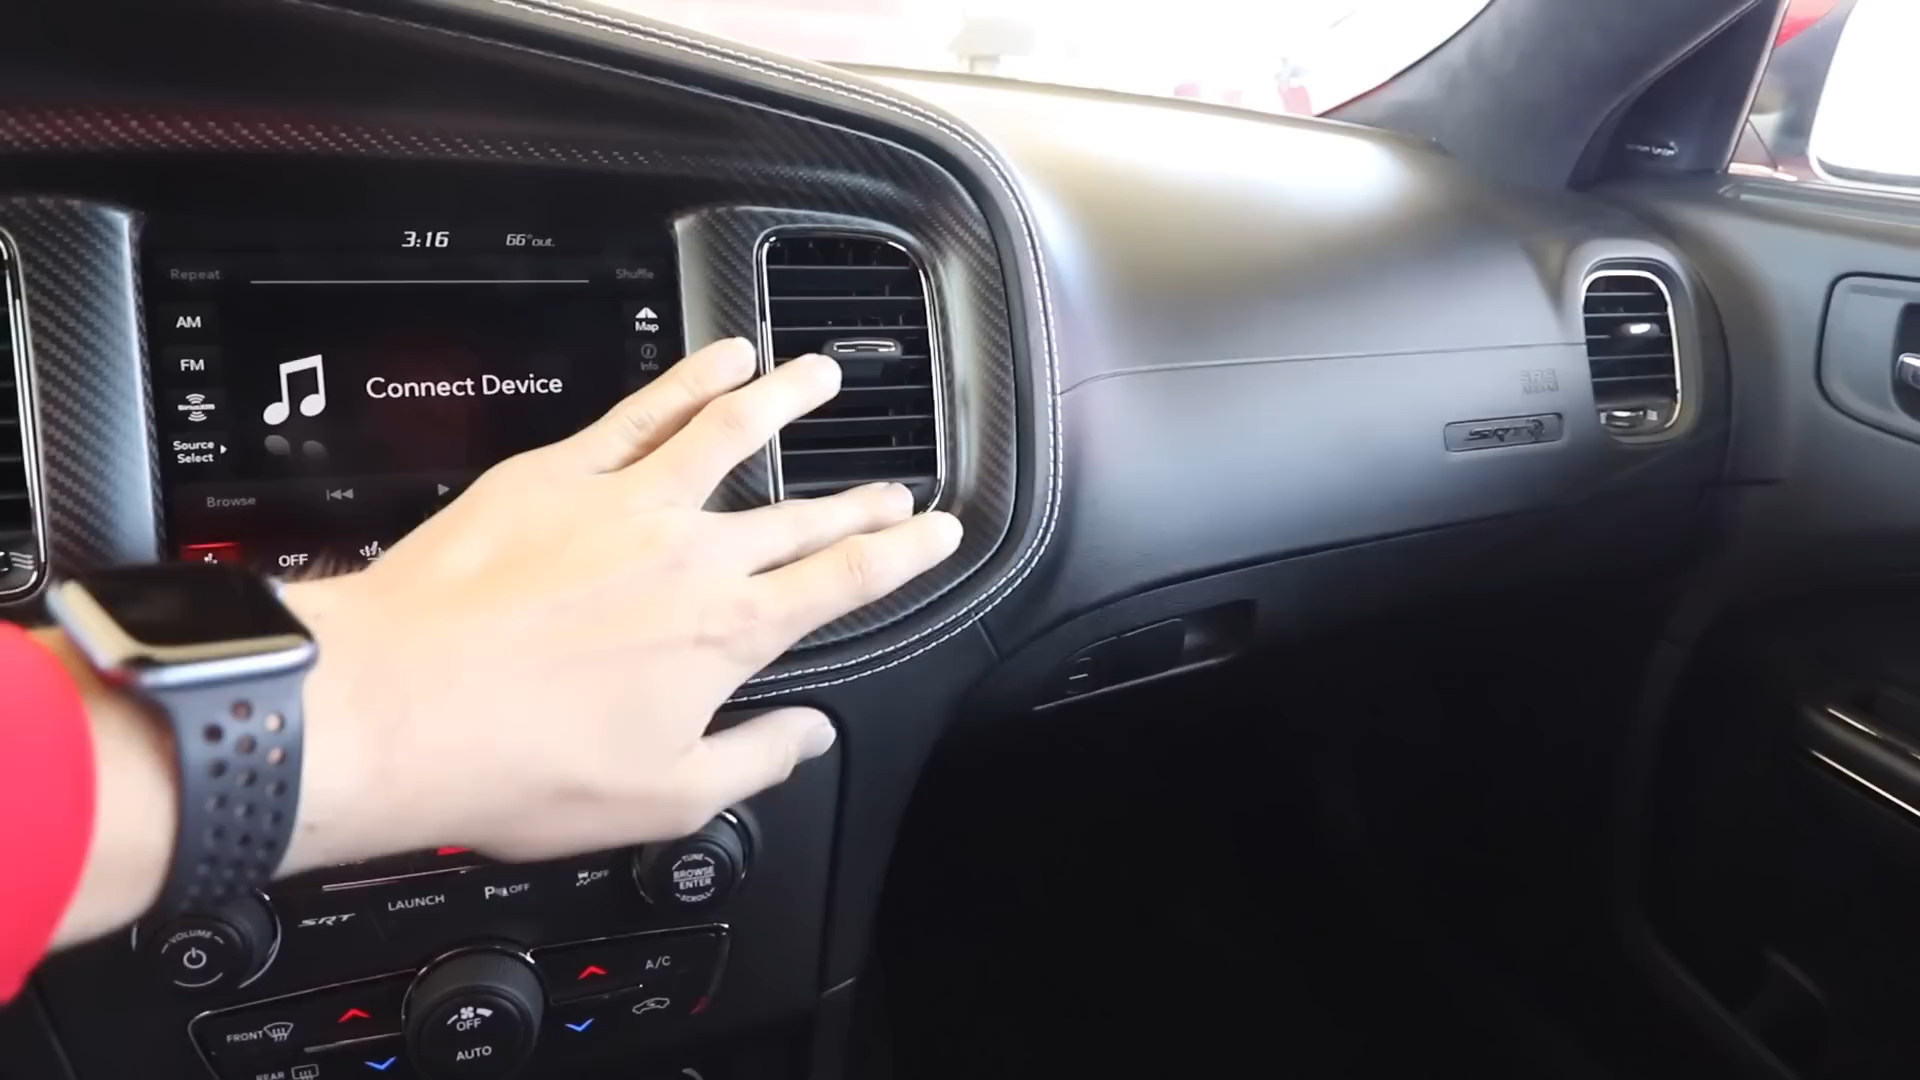 3:16
66° out.
Repeat
Shuffle
AM
Map
FM
Info
Connect Device
Source
Select
Browse
OFF
SRT
SRT
LAUNCH
P OFF
OFF
TUNE
BROWSE
ENTER
SCROLL
VOLUME
A/C
FRONT
OFF
AUTO
REAR